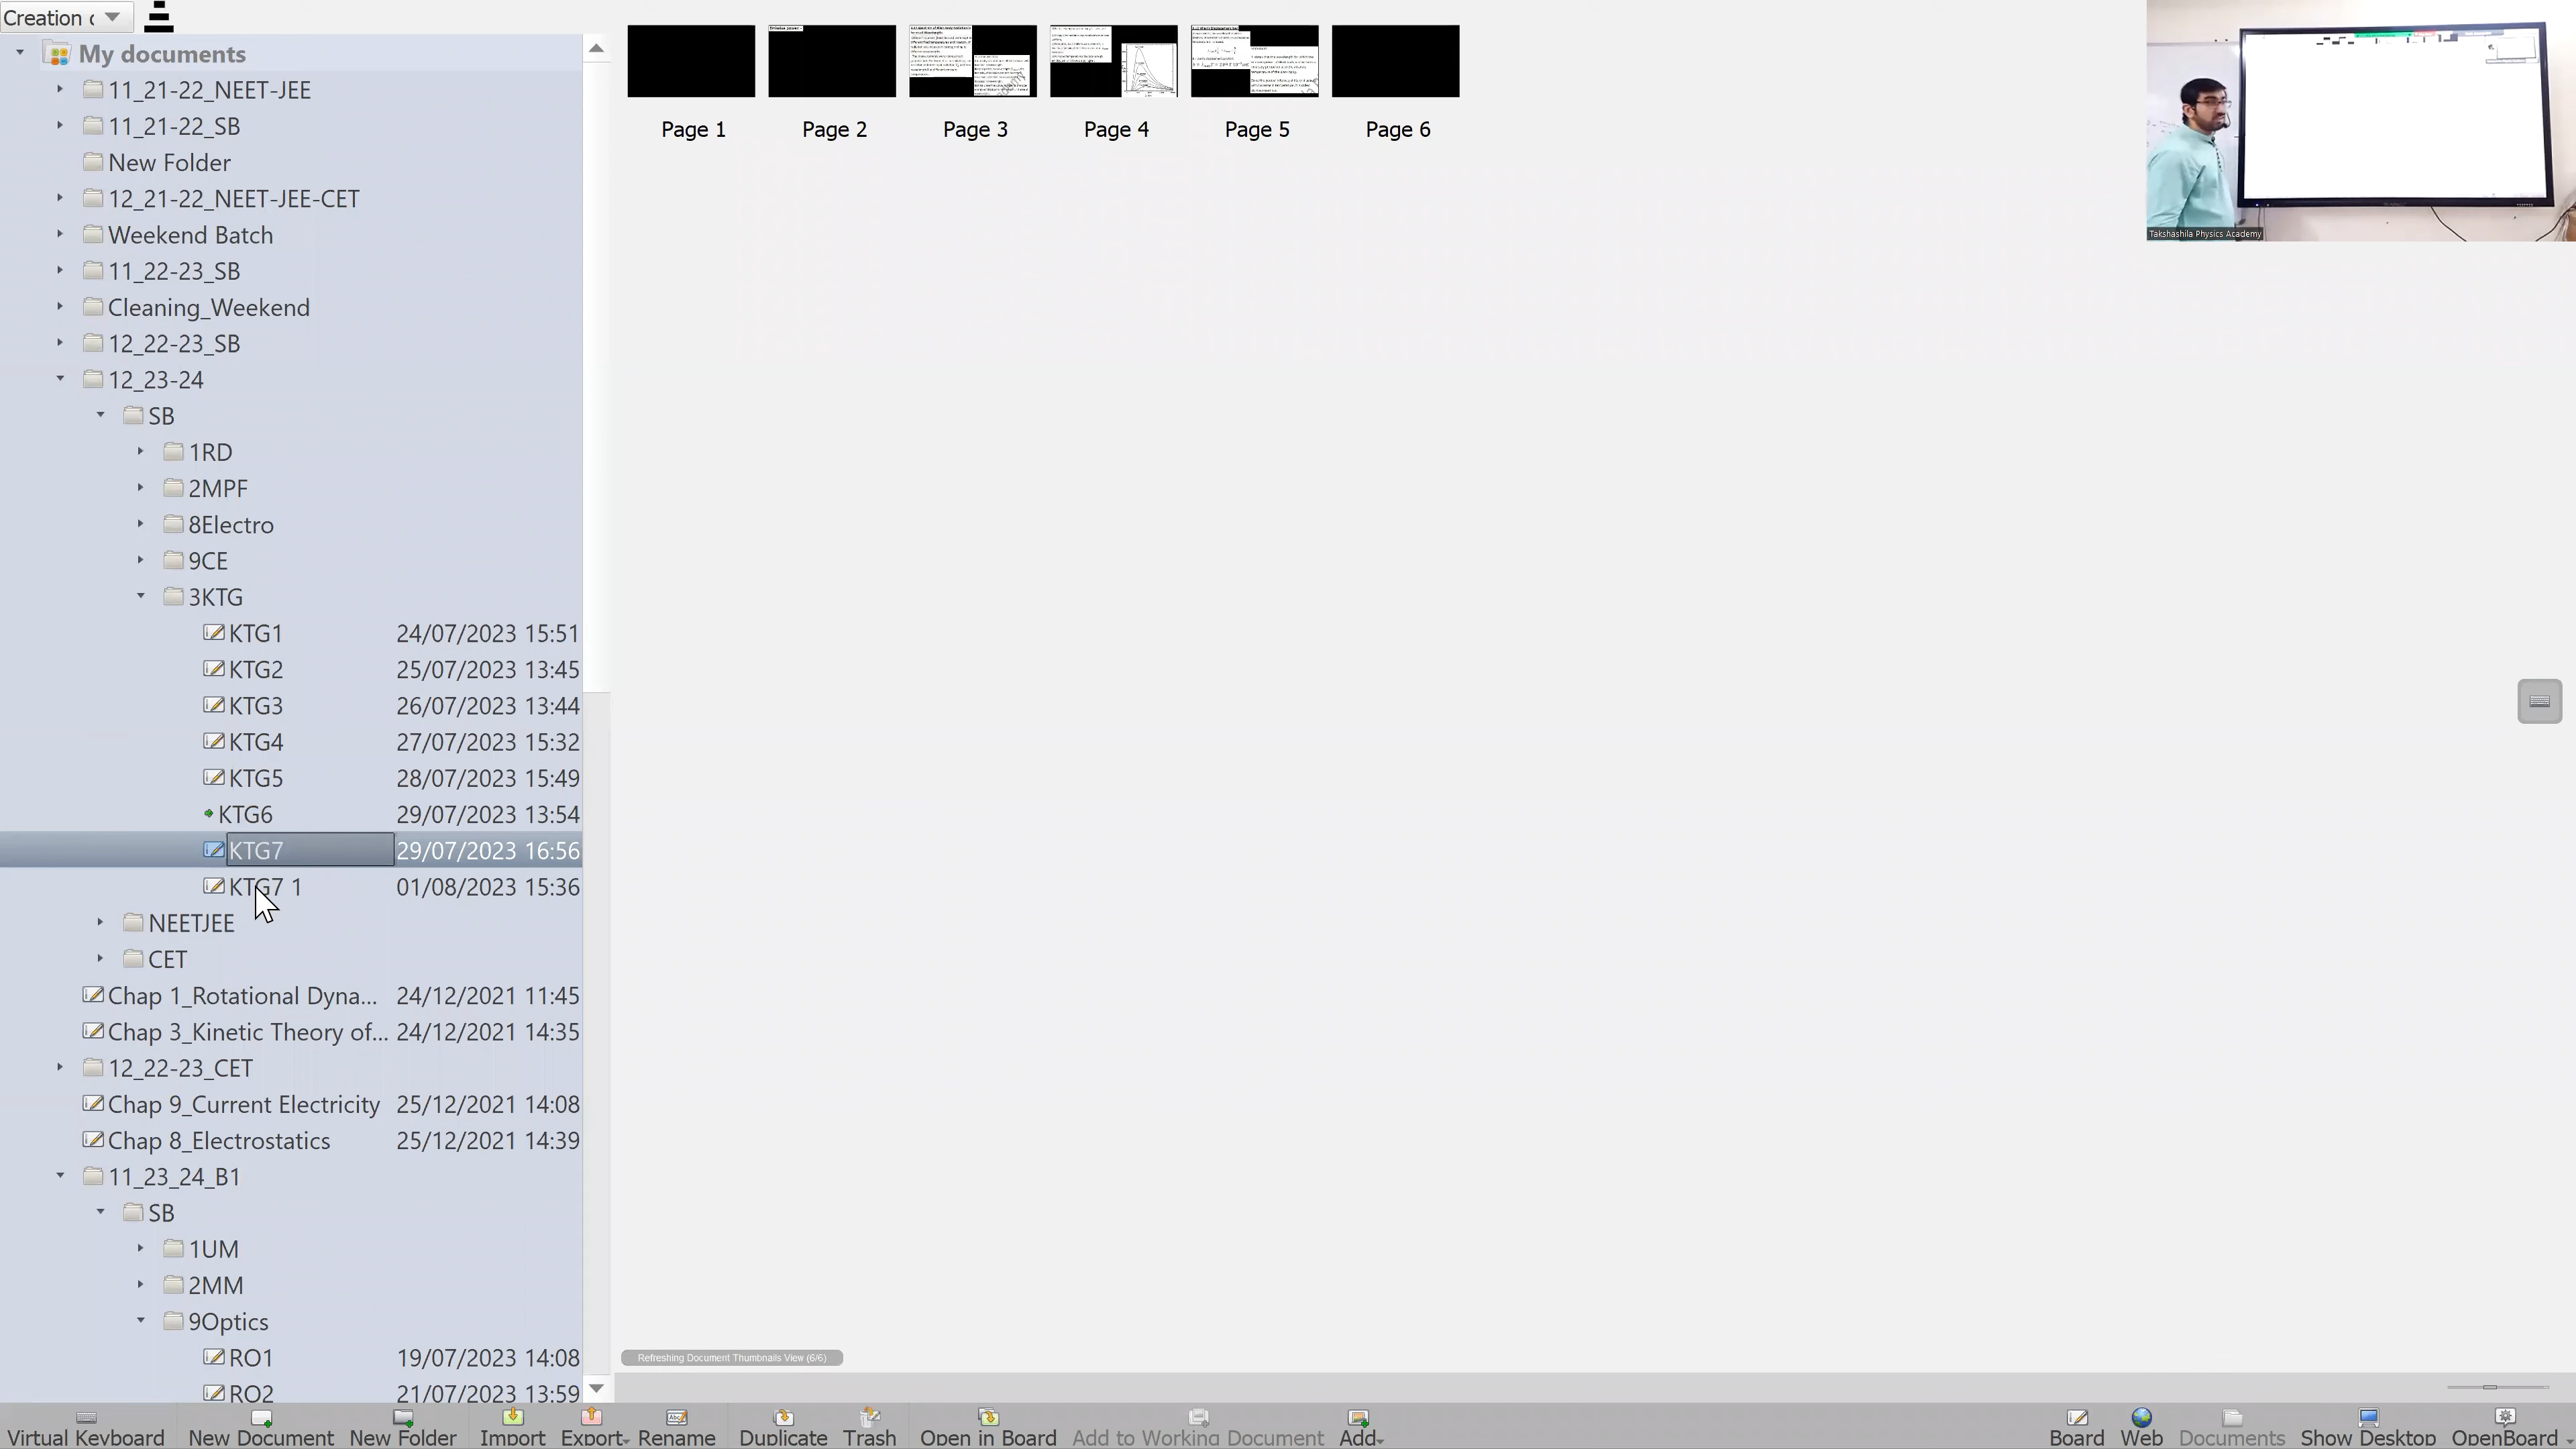 Creation c
My documents
11_21-22_NEET-JEE
11_21-22_SB
New Folder
12_21-22_NEET-JEE-CET
Weekend Batch
11_22-23_SB
Cleaning_Weekend
12_22-23_SB
12_23-24
SB
1RD
2MPF
8Electro
9CE
3KTG
KTG1 24/07/2023 15:51
KTG2 25/07/2023 13:45
KTG3 26/07/2023 13:44
KTG4 27/07/2023 15:32
KTG5 28/07/2023 15:49
KTG6 29/07/2023 13:54
KTG7 29/07/2023 16:56
KTG7 1 01/08/2023 15:36
NEETJEE
CET
Chap 1_Rotational Dyna... 24/12/2021 11:45
Chap 3_Kinetic Theory of... 24/12/2021 14:35
12_22-23_CET
Chap 9_Current Electricity 25/12/2021 14:08
Chap 8_Electrostatics 25/12/2021 14:39
11_23_24_B1
SB
1UM
2MM
9Optics
RO1 19/07/2023 14:08
RO2 21/07/2023 13:59
Page 1 Page 2 Page 3 Page 4 Page 5 Page 6
Takshashila Physics Academy
Refreshing Document Thumbnails View (6/6)
Virtual Keyboard New Document New Folder Import Export Rename Duplicate Trash Open in Board Add to Working Document Add Board Web Documents Show Desktop OpenBoard